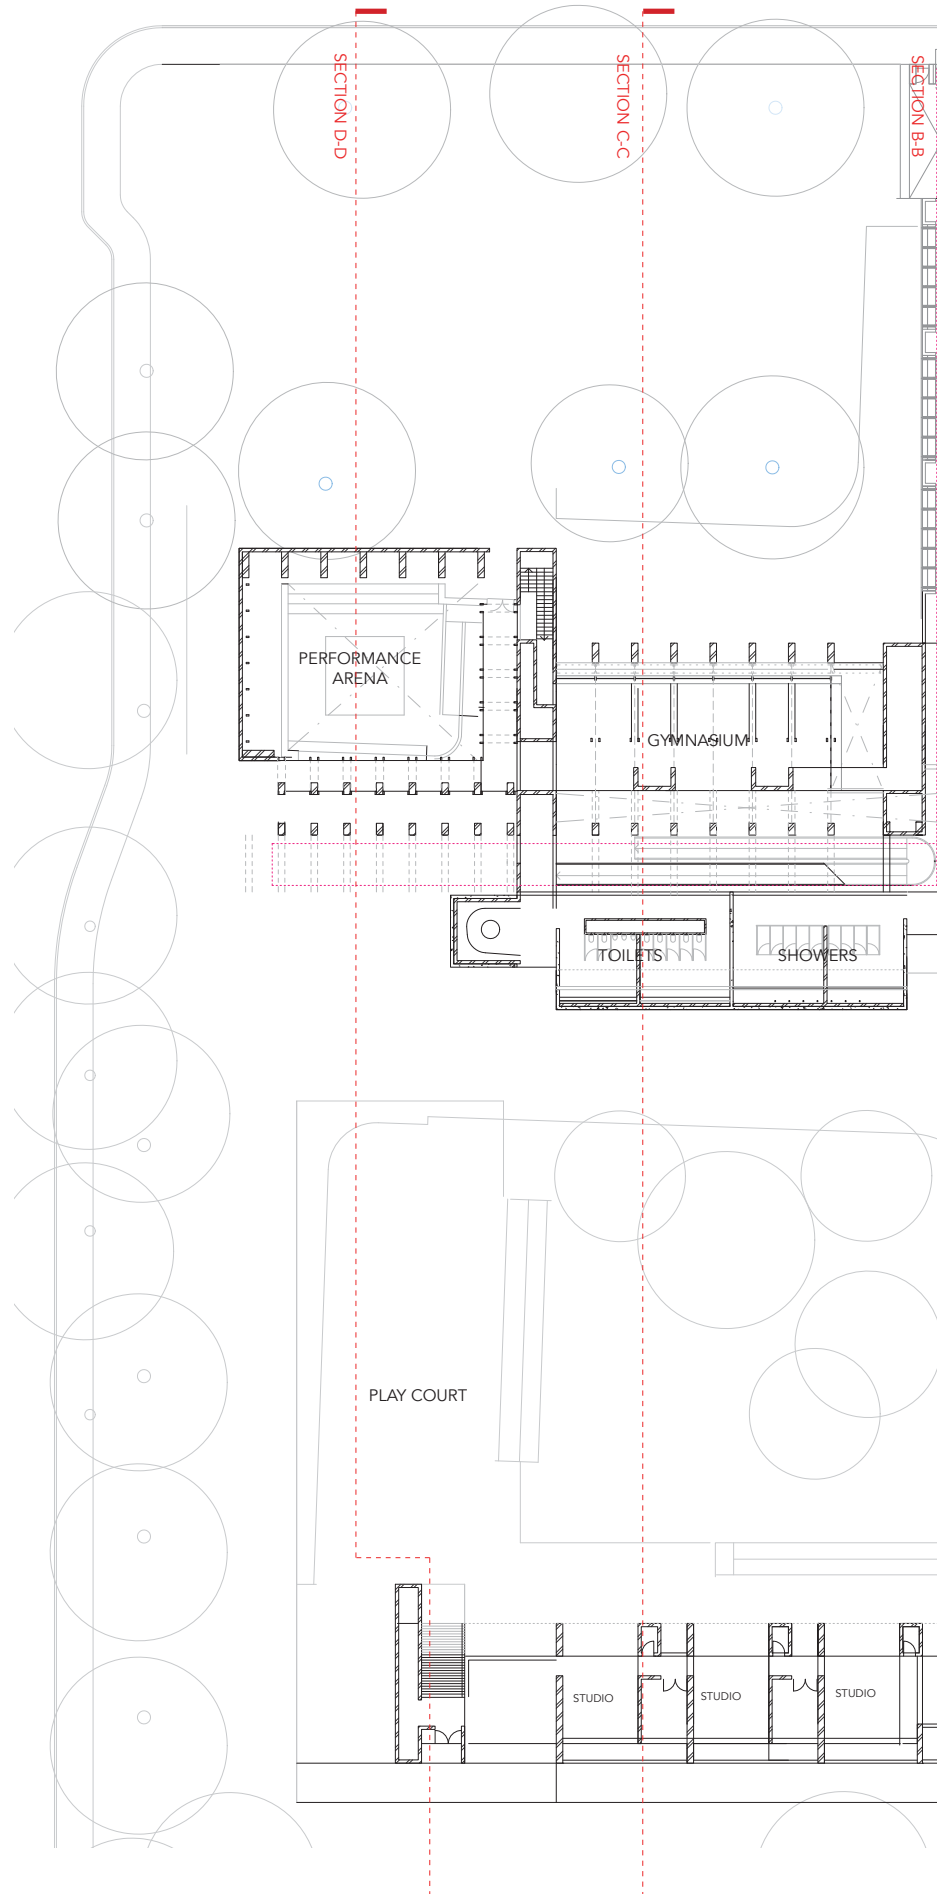 SECTION D-D
SECTION C-C
SECTION B-B
PERFORMANCE
ARENA
GYMNASIUM
TOILETS
SHOWERS
PLAY COURT
STUDIO
STUDIO
STUDIO